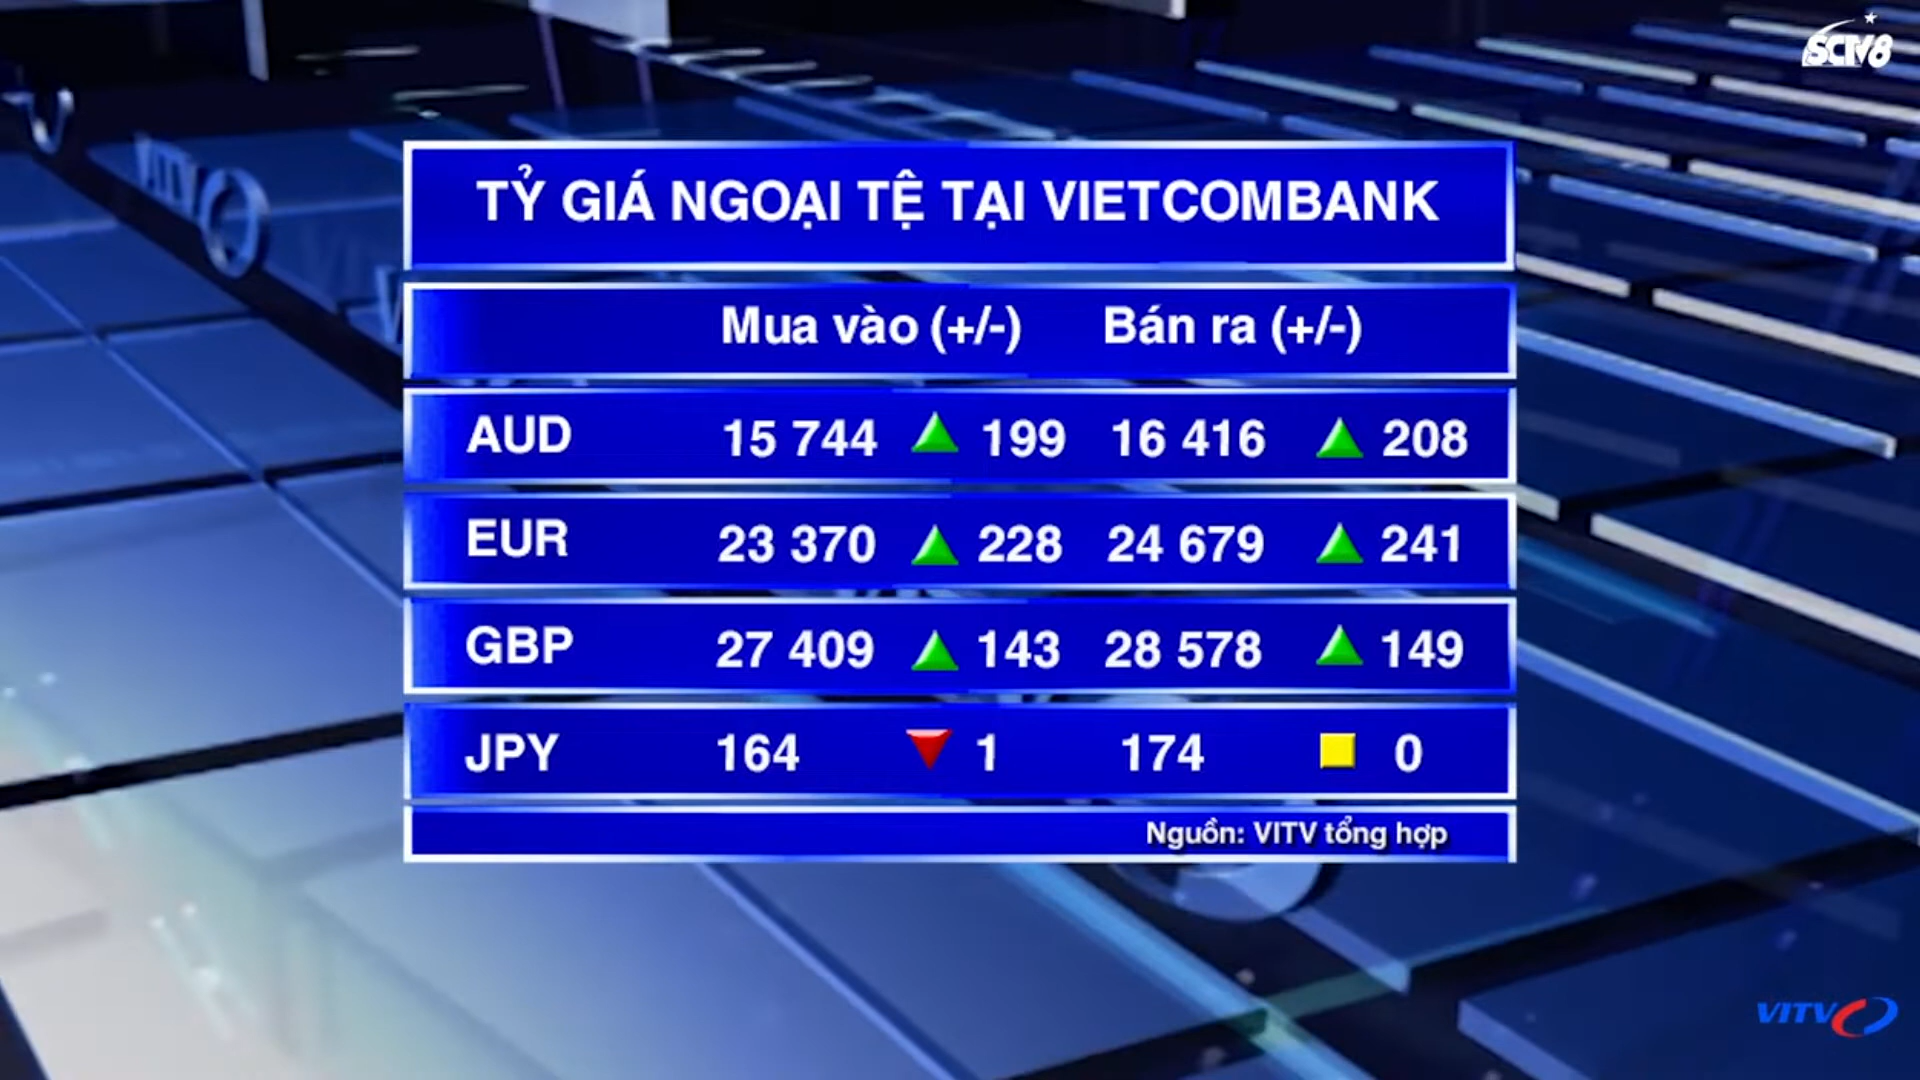 SCTV8
VITV
TỶ GIÁ NGOẠI TỆ TẠI VIETCOMBANK
Mua vào (+/-) Bán ra (+/-)
AUD 15 744 199 16 416 208
EUR 23 370 228 24 679 241
GBP 27 409 143 28 578 149
JPY 164 1 174 0
Nguồn: VITV tổng hợp
VITV